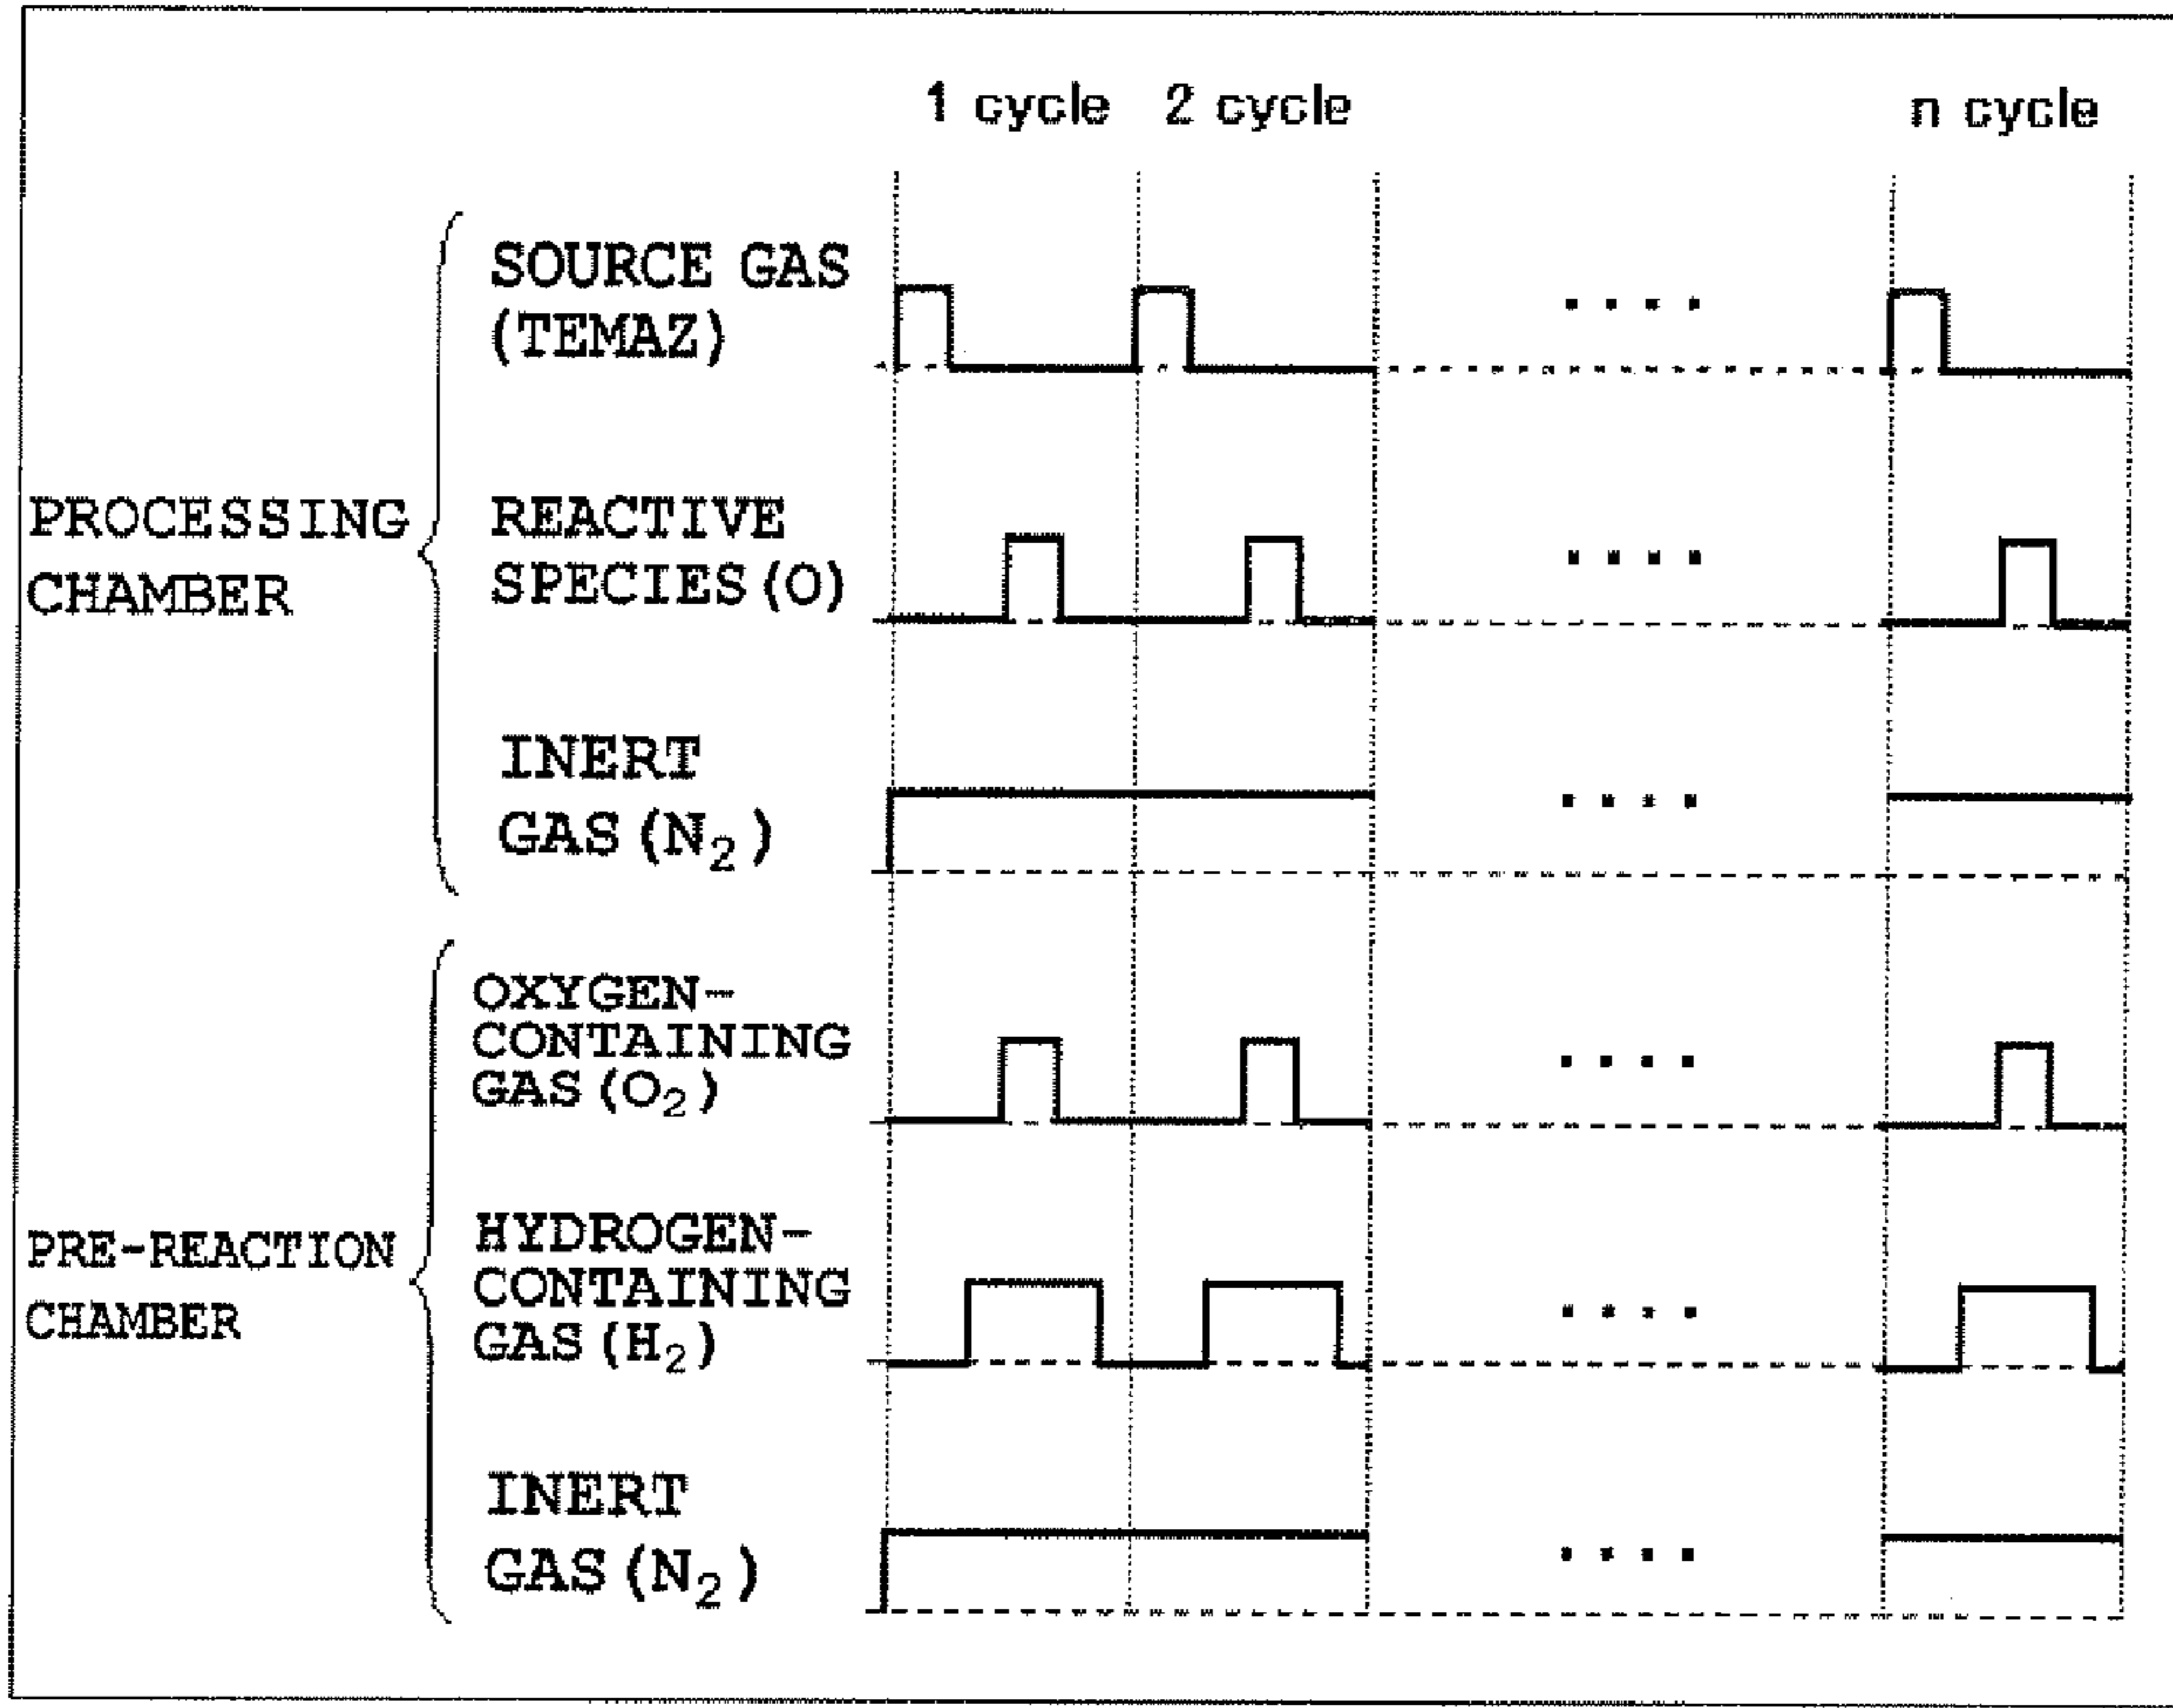 1 cycle 2 cycle n cycle
SOURCE GAS
(TEMAZ)
PROCESSING
CHAMBER
REACTIVE
SPECIES(O)
INERT
GAS(N₂)
OXYGEN-
CONTAINING
GAS(O₂)
PRE-REACTION
CHAMBER
HYDROGEN-
CONTAINING
GAS(H₂)
INERT
GAS(N₂)